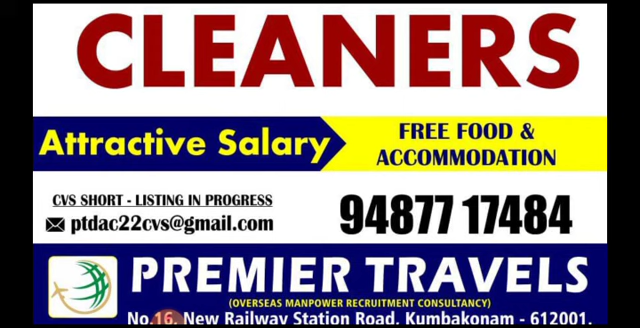 CLEANERS
Attractive Salary
FREE FOOD &
ACCOMMODATION
CVS SHORT - LISTING IN PROGRESS
ptdac22cvs@gmail.com
94877 17484
PREMIER TRAVELS
(OVERSEAS MANPOWER RECRUITMENT CONSULTANCY)
No.16, New Railway Station Road, Kumbakonam - 612001.